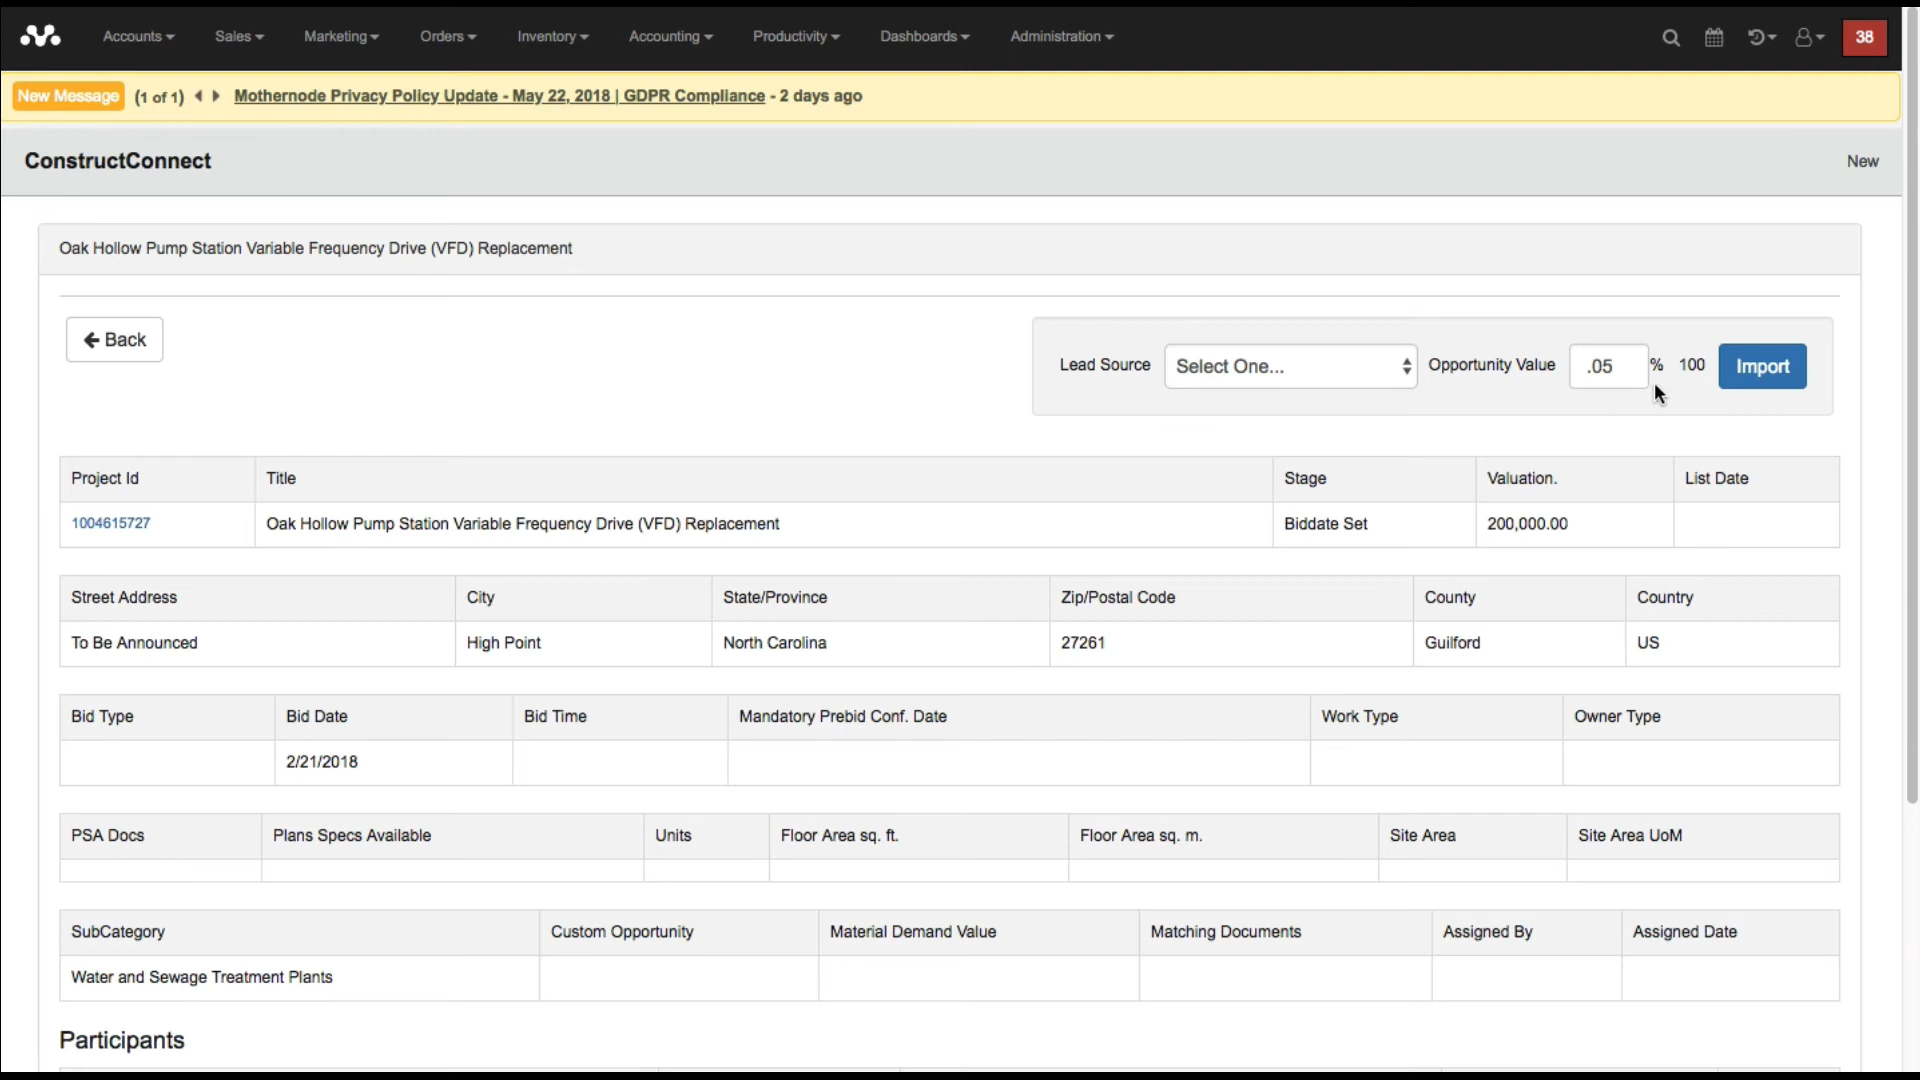 Accounts Sales Marketing Orders Inventory Accounting Productivity Dashboards Administration 38
New Message (1 of 1) Mothernode Privacy Policy Update - May 22, 2018 | GDPR Compliance - 2 days ago
ConstructConnect New
Oak Hollow Pump Station Variable Frequency Drive (VFD) Replacement
Back
Lead Source Select One... Opportunity Value .05 % 100 Import
Project Id Title Stage Valuation. List Date
1004615727 Oak Hollow Pump Station Variable Frequency Drive (VFD) Replacement Biddate Set 200,000.00
Street Address City State/Province Zip/Postal Code County Country
To Be Announced High Point North Carolina 27261 Guilford US
Bid Type Bid Date Bid Time Mandatory Prebid Conf. Date Work Type Owner Type
2/21/2018
PSA Docs Plans Specs Available Units Floor Area sq. ft. Floor Area sq. m. Site Area Site Area UoM
SubCategory Custom Opportunity Material Demand Value Matching Documents Assigned By Assigned Date
Water and Sewage Treatment Plants
Participants